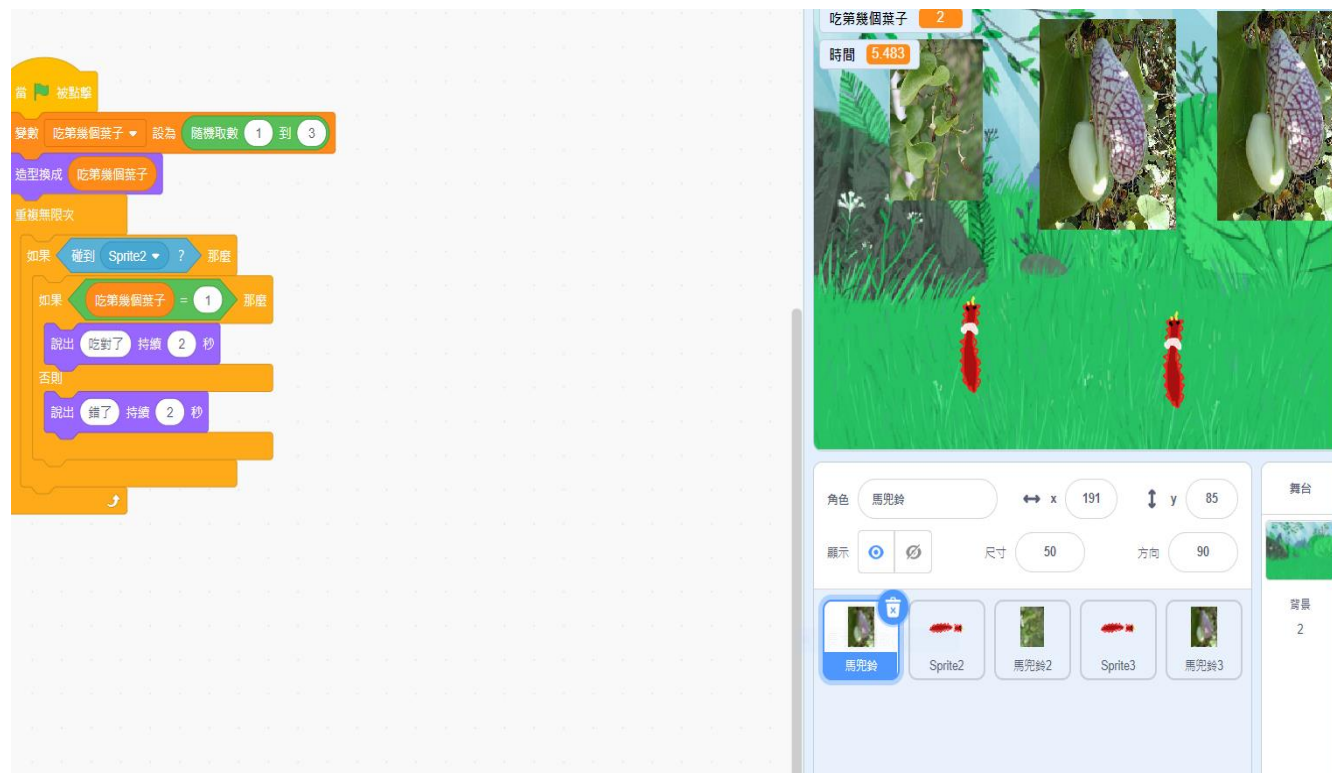 當 被點擊
變數 吃第幾個葉子 設為 隨機取數 1 到 3
造型換成 吃第幾個葉子
重複無限次
如果 碰到 Sprite2 ? 那麼
如果 吃第幾個葉子 = 1 那麼
說出 吃對了 持續 2 秒
否則
說出 錯了 持續 2 秒
吃第幾個葉子 2
時間 5.483
角色 馬兜鈴 x 191 y 85
顯示 尺寸 50 方向 90
馬兜鈴 Sprite2 馬兜鈴2 Sprite3 馬兜鈴3
舞台
背景
2